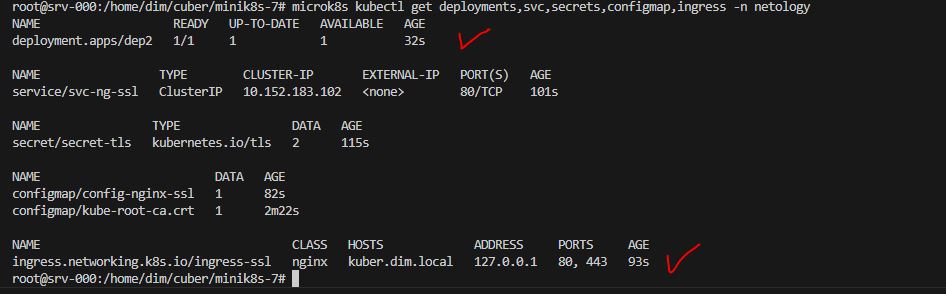 root@srv-000:/home/dim/cuber/minik8s-7# microk8s kubectl get deployments,svc,secrets,configmap,ingress -n netology
NAME READY UP-TO-DATE AVAILABLE AGE
deployment.apps/dep2 1/1 1 1 32s
NAME TYPE CLUSTER-IP EXTERNAL-IP PORT(S) AGE
service/svc-ng-ssl ClusterIP 10.152.183.102 <none> 80/TCP 101s
NAME TYPE DATA AGE
secret/secret-tls kubernetes.io/tls 2 115s
NAME DATA AGE
configmap/config-nginx-ssl 1 82s
configmap/kube-root-ca.crt 1 2m22s
NAME CLASS HOSTS ADDRESS PORTS AGE
ingress.networking.k8s.io/ingress-ssl nginx kuber.dim.local 127.0.0.1 80, 443 93s
root@srv-000:/home/dim/cuber/minik8s-7#